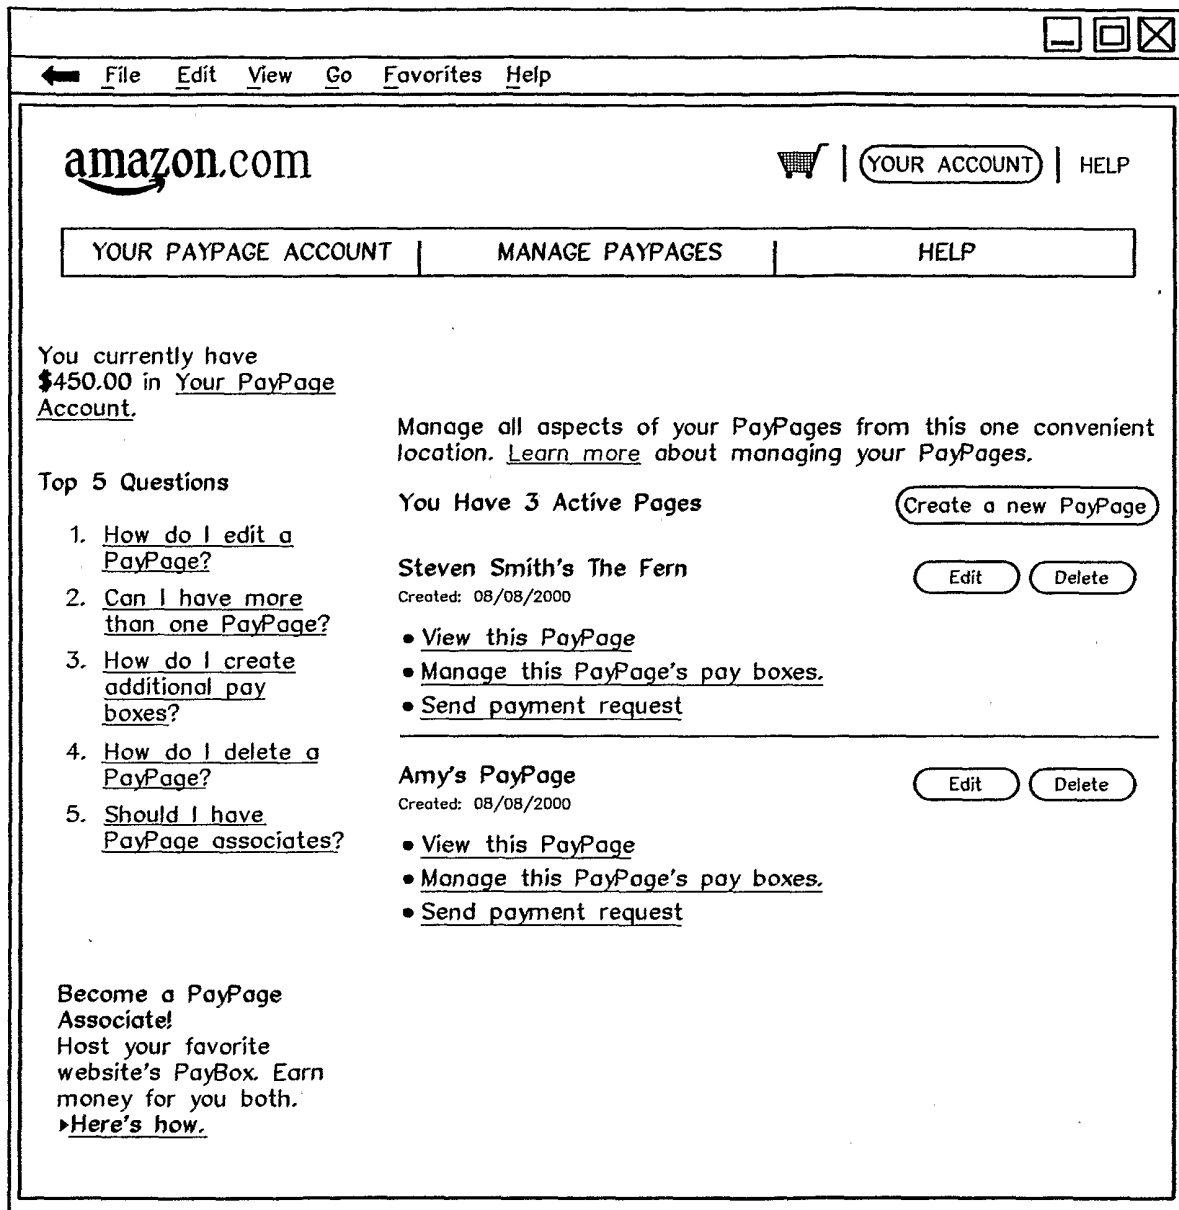 File Edit View Go Favorites Help
amazon.com
YOUR ACCOUNT HELP
YOUR PAYPAGE ACCOUNT MANAGE PAYPAGES HELP
You currently have
$450.00 in Your PayPage
Account.
Top 5 Questions
1. How do I edit a
PayPage?
2. Can I have more
than one PayPage?
3. How do I create
additional pay
boxes?
4. How do I delete a
PayPage?
5. Should I have
PayPage associates?
Become a PayPage
Associate!
Host your favorite
website's PayBox. Earn
money for you both.
Here's how.
Manage all aspects of your PayPages from this one convenient
location. Learn more about managing your PayPages.
You Have 3 Active Pages Create a new PayPage
Steven Smith's The Fern Edit Delete
Created: 08/08/2000
• View this PayPage
• Manage this PayPage's pay boxes.
• Send payment request
Amy's PayPage Edit Delete
Created: 08/08/2000
• View this PayPage
• Manage this PayPage's pay boxes.
• Send payment request